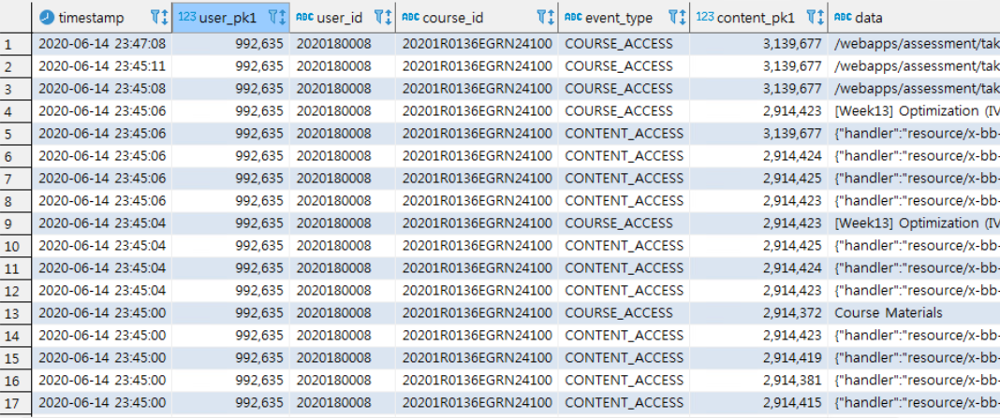 timestamp 123 user_pk1 ABC user_id ABC course_id ABC event_type 123 content_pk1 ABC data
1 2020-06-14 23:47:08 992,635 2020180008 20201R0136EGRN24100 COURSE_ACCESS 3,139,677 /webapps/assessment/tak
2 2020-06-14 23:45:11 992,635 2020180008 20201R0136EGRN24100 COURSE_ACCESS 3,139,677 /webapps/assessment/tak
3 2020-06-14 23:45:08 992,635 2020180008 20201R0136EGRN24100 COURSE_ACCESS 3,139,677 /webapps/assessment/tak
4 2020-06-14 23:45:06 992,635 2020180008 20201R0136EGRN24100 COURSE_ACCESS 2,914,423 [Week13] Optimization (IV
5 2020-06-14 23:45:06 992,635 2020180008 20201R0136EGRN24100 CONTENT_ACCESS 3,139,677 {"handler":"resource/x-bb-
6 2020-06-14 23:45:06 992,635 2020180008 20201R0136EGRN24100 CONTENT_ACCESS 2,914,424 {"handler":"resource/x-bb-
7 2020-06-14 23:45:06 992,635 2020180008 20201R0136EGRN24100 CONTENT_ACCESS 2,914,425 {"handler":"resource/x-bb-
8 2020-06-14 23:45:06 992,635 2020180008 20201R0136EGRN24100 CONTENT_ACCESS 2,914,423 {"handler":"resource/x-bb-
9 2020-06-14 23:45:04 992,635 2020180008 20201R0136EGRN24100 COURSE_ACCESS 2,914,423 [Week13] Optimization (IV
10 2020-06-14 23:45:04 992,635 2020180008 20201R0136EGRN24100 CONTENT_ACCESS 2,914,425 {"handler":"resource/x-bb-
11 2020-06-14 23:45:04 992,635 2020180008 20201R0136EGRN24100 CONTENT_ACCESS 2,914,424 {"handler":"resource/x-bb-
12 2020-06-14 23:45:04 992,635 2020180008 20201R0136EGRN24100 CONTENT_ACCESS 2,914,423 {"handler":"resource/x-bb-
13 2020-06-14 23:45:00 992,635 2020180008 20201R0136EGRN24100 COURSE_ACCESS 2,914,372 Course Materials
14 2020-06-14 23:45:00 992,635 2020180008 20201R0136EGRN24100 CONTENT_ACCESS 2,914,423 {"handler":"resource/x-bb-
15 2020-06-14 23:45:00 992,635 2020180008 20201R0136EGRN24100 CONTENT_ACCESS 2,914,419 {"handler":"resource/x-bb-
16 2020-06-14 23:45:00 992,635 2020180008 20201R0136EGRN24100 CONTENT_ACCESS 2,914,381 {"handler":"resource/x-bb-
17 2020-06-14 23:45:00 992,635 2020180008 20201R0136EGRN24100 CONTENT_ACCESS 2,914,415 {"handler":"resource/x-bb-